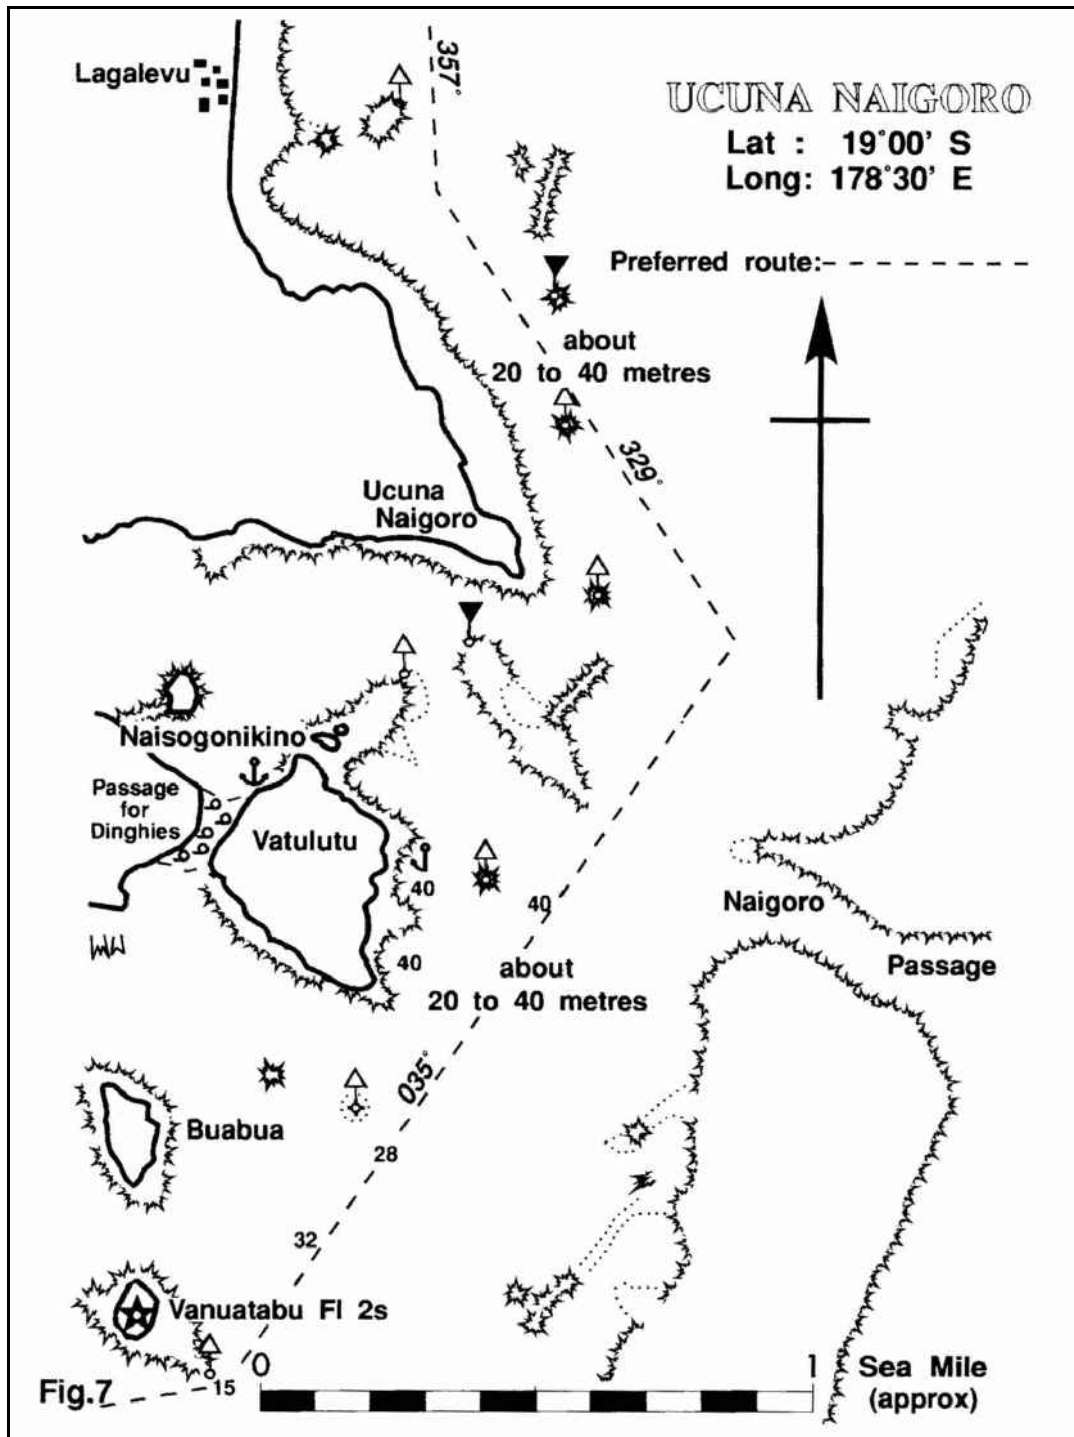 357°
Lagalevu
UCUNA NAIGORO
Lat : 19°00' S
Long: 178°30' E
Preferred route:
about
20 to 40 metres
329°
Ucuna
Naigoro
Naisogonikino
Passage
for
Dinghies
Vatulutu
40
40
Naigoro
40
Passage
about
20 to 40 metres
035°
Buabua
28
32
Vanuatabu Fl 2s
0
1
Sea Mile
(approx)
Fig.7
15